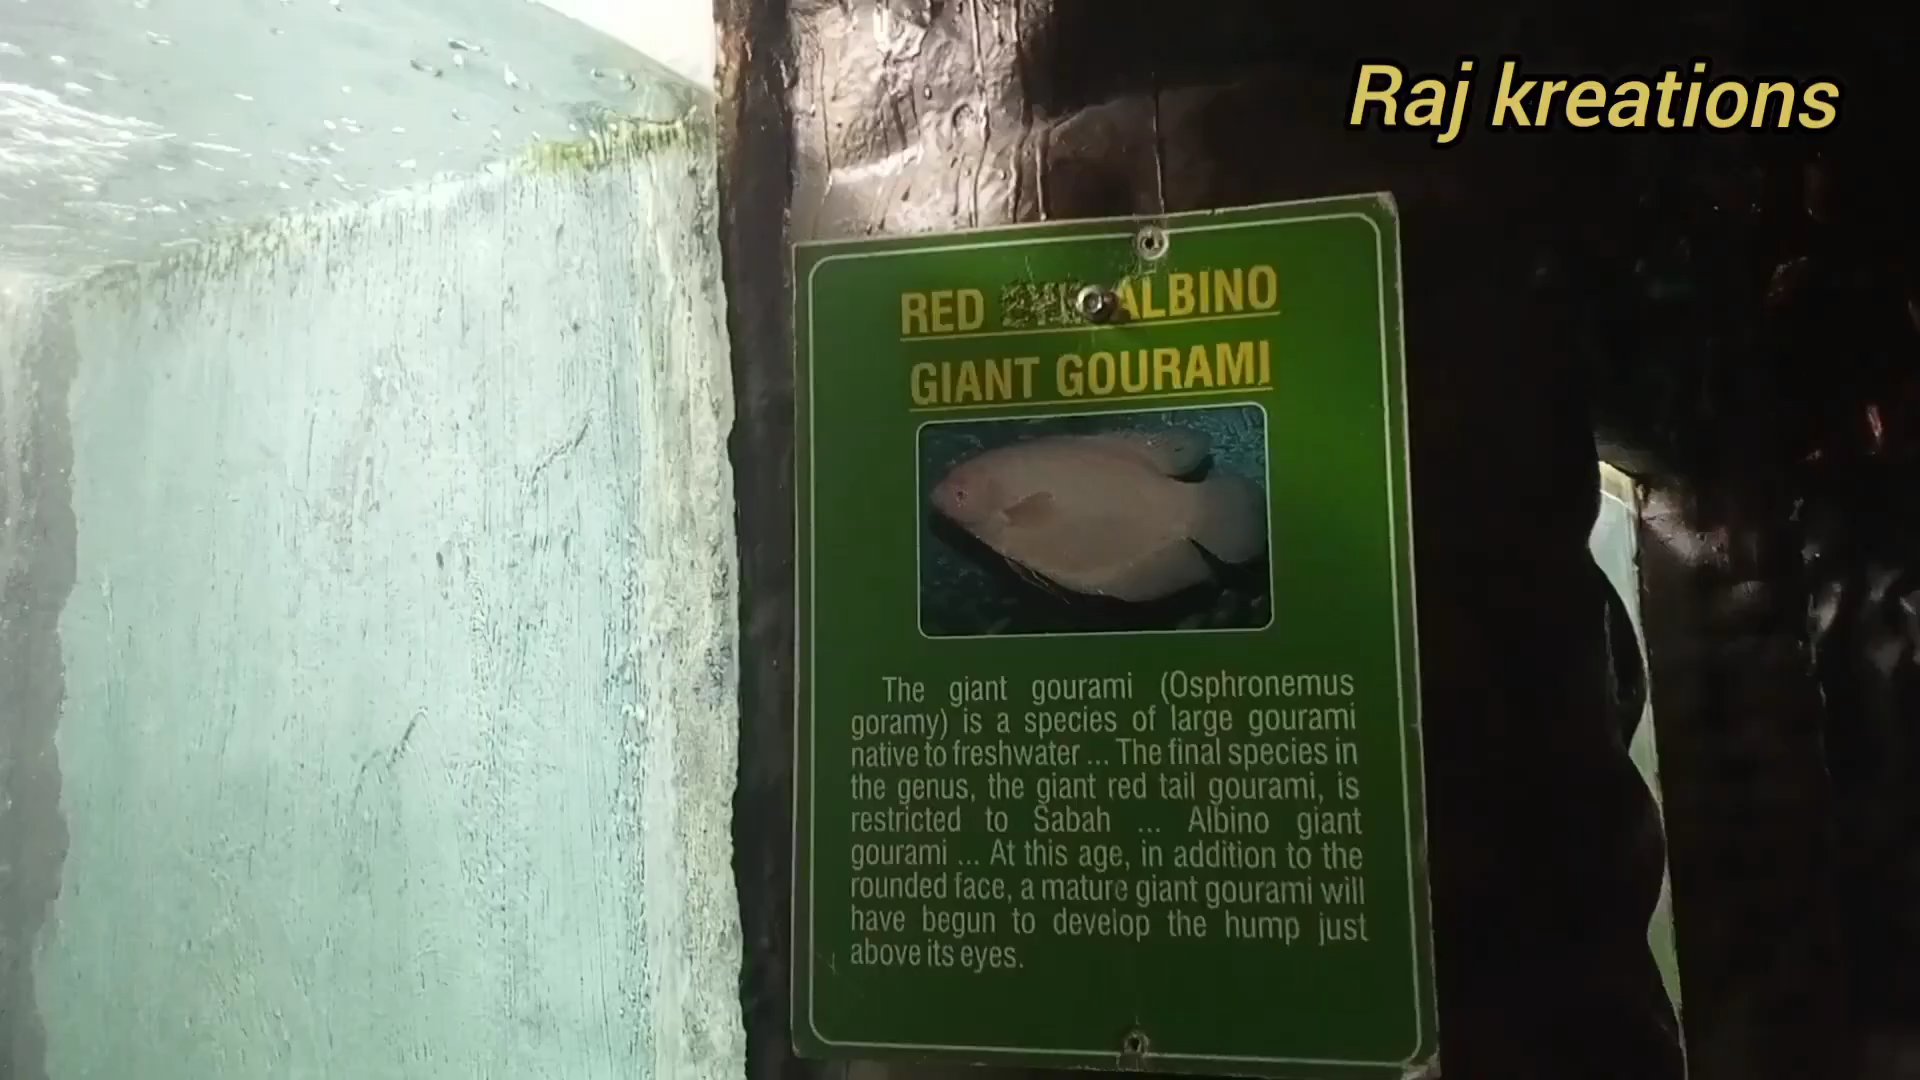 Raj kreations
RED ALBINO
GIANT GOURAMI
The giant gourami (Osphronemus
goramy) is a species of large gourami
native to freshwater ... The final species in
the genus, the giant red tail gourami, is
restricted to Sabah ... Albino giant
gourami ... At this age, in addition to the
rounded face, a mature giant gourami will
have begun to develop the hump just
above its eyes.